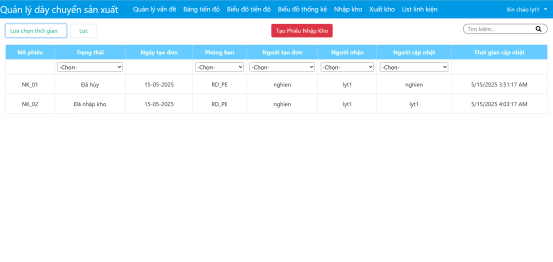 Quản lý dây chuyền sản xuất Quản lý vấn đề Bảng tiến độ Biểu đồ tiến độ Biểu đồ thống kê Nhập kho Xuất kho List linh kiện Xin chào lyt1
Lựa chọn thời gian Lọc Tạo Phiếu Nhập Kho Tìm kiếm...
Mã phiếu Trạng thái Ngày tạo đơn Phòng ban Người tạo đơn Người nhận Người cập nhật Thời gian cập nhật
-Chọn- -Chọn- -Chọn- -Chọn- -Chọn-
NK_01 Đã hủy 15-05-2025 RD_PE nghien lyt1 nghien 5/15/2025 3:51:17 AM
NK_02 Đã nhập kho 15-05-2025 RD_PE nghien lyt1 lyt1 5/15/2025 4:03:17 AM